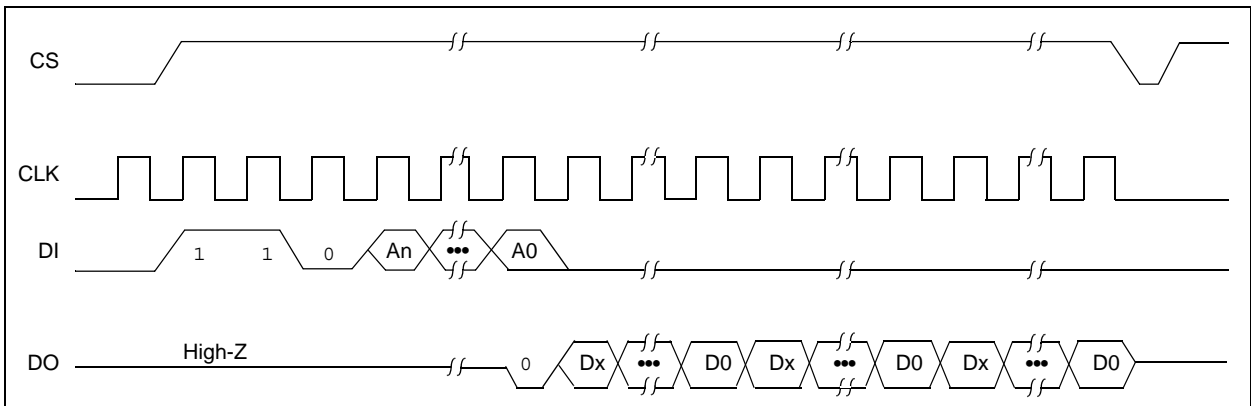 CS
CLK
DI 1 1 0 An ••• A0
High-Z
DO 0 Dx ••• D0 Dx ••• D0 Dx ••• D0